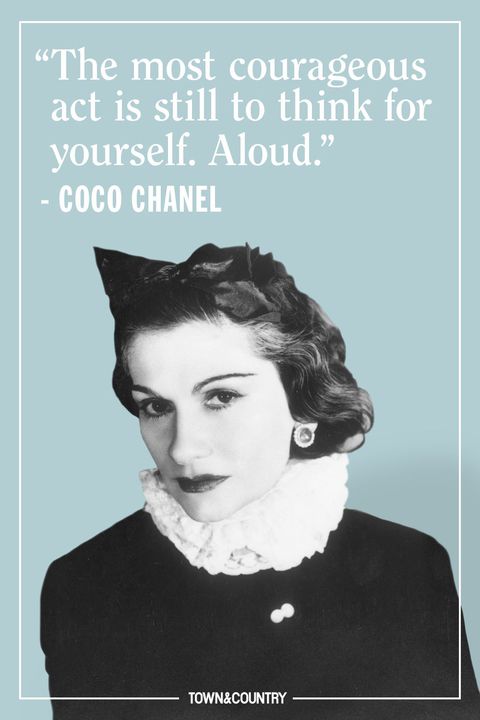 “The most courageous
act is still to think for
yourself. Aloud.”
- COCO CHANEL
TOWN&COUNTRY